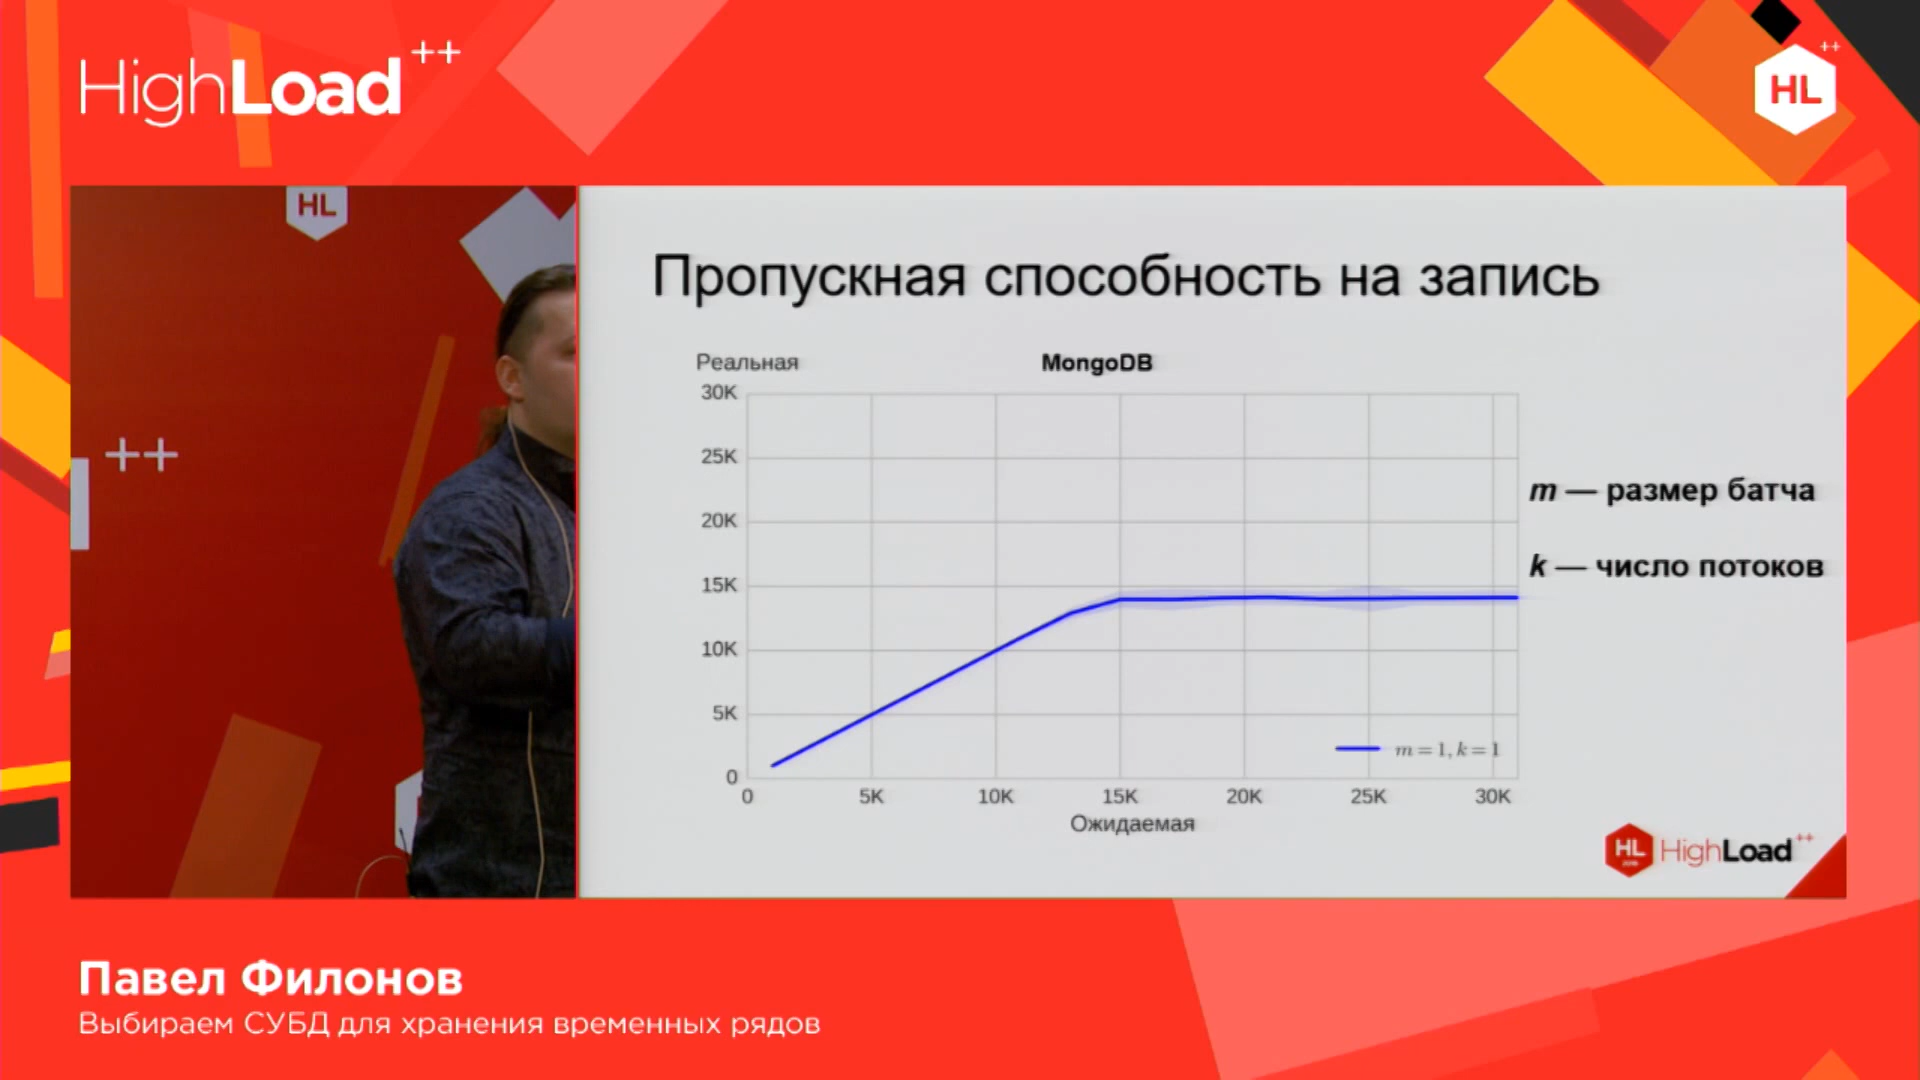 HighLoad++
HL++
HL
++
Пропускная способность на запись
Реальная
MongoDB
30K
25K
20K
15K
10K
5K
0
0 5K 10K 15K 20K 25K 30K
Ожидаемая
m = 1, k = 1
m — размер батча
k — число потоков
HL HighLoad++
Павел Филонов
Выбираем СУБД для хранения временных рядов